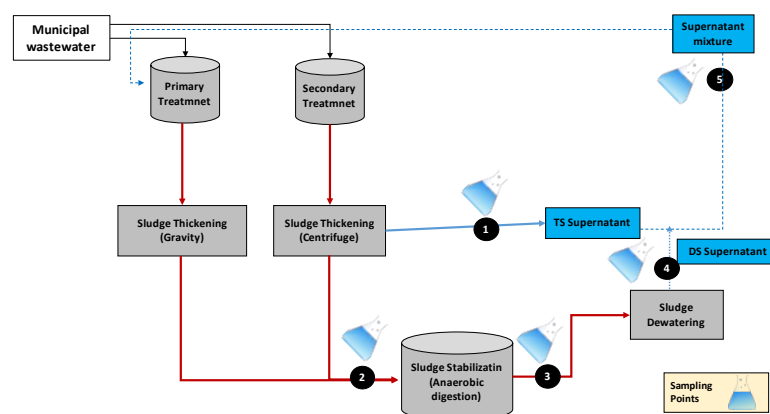 Municipal
wastewater
Supernatant
mixture
5
Primary
Treatmnet
Secondary
Treatmnet
Sludge Thickening
(Gravity)
Sludge Thickening
(Centrifuge)
1
TS Supernatant
4
DS Supernatant
Sludge
Dewatering
2
Sludge Stabilizatin
(Anaerobic
digestion)
3
Sampling
Points